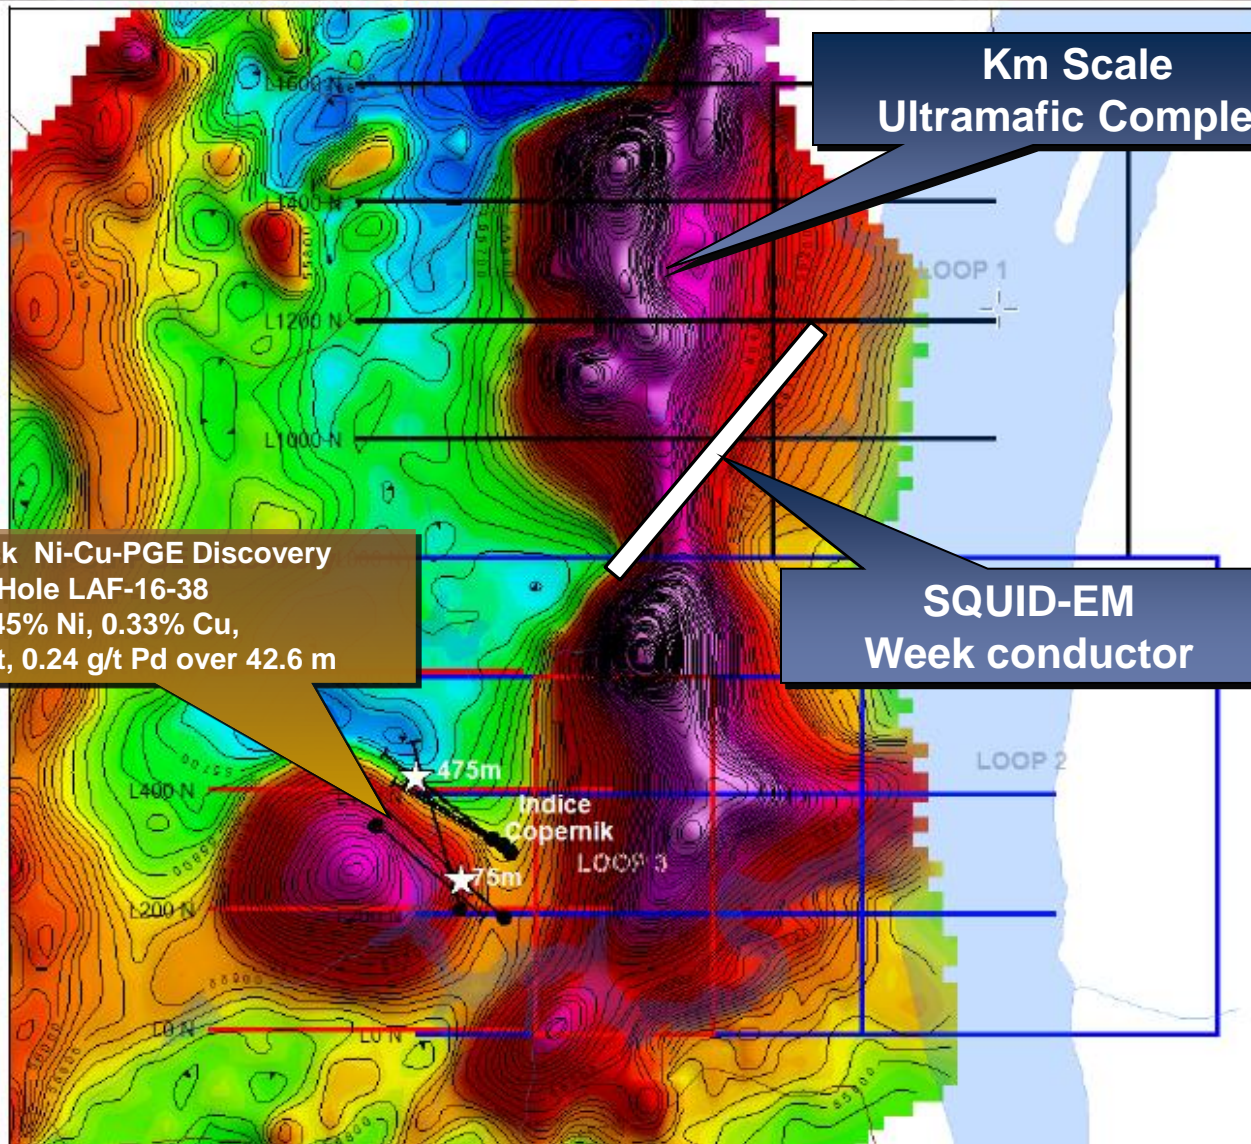 Km Scale
Ultramafic Comple
L1600 N
L1400 N
LOOP 1
L1200 N
L1000 N
k Ni-Cu-PGE Discovery
Hole LAF-16-38
45% Ni, 0.33% Cu,
t, 0.24 g/t Pd over 42.6 m
SQUID-EM
Week conductor
LOOP 2
475m
L400 N
Indice
Copernik
LOOP 3
75m
L200 N
L0 N
L0 N